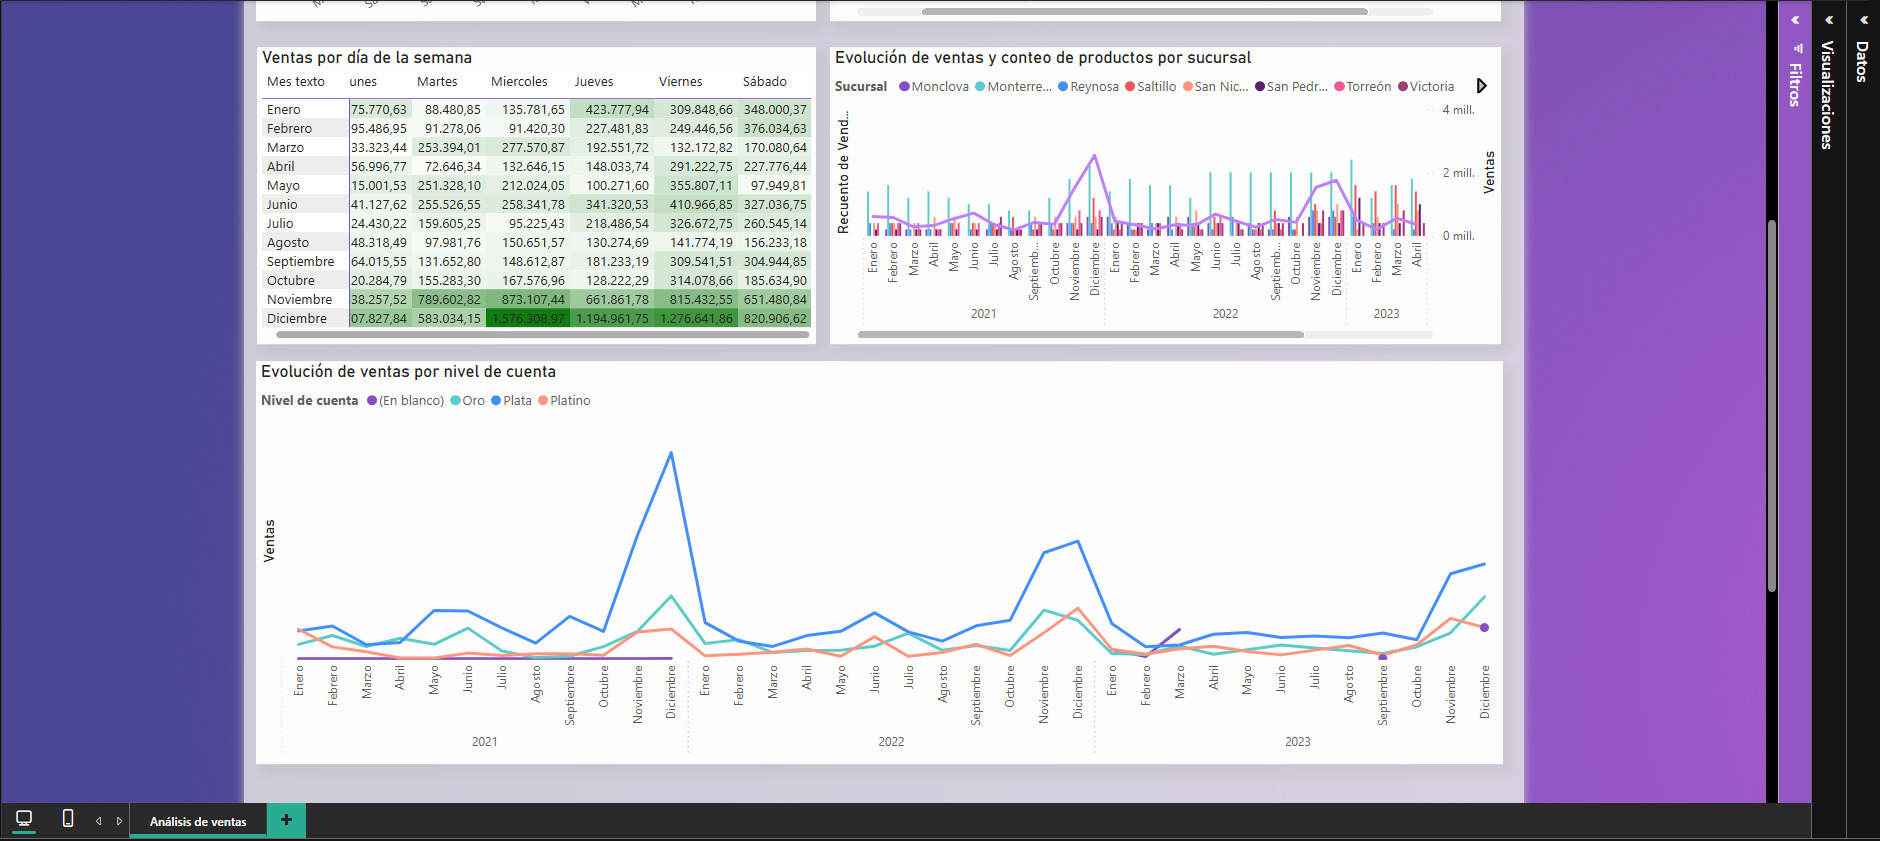 Ventas por día de la semana
Mes texto unes Martes Miercoles Jueves Viernes Sábado
Enero 75.770,63 88.480,85 135.781,65 423.777,94 309.848,66 348.000,37
Febrero 95.486,95 91.278,06 91.420,30 227.481,83 249.446,56 376.034,63
Marzo 33.323,44 253.394,01 277.570,87 192.551,72 132.172,82 170.080,64
Abril 56.996,77 72.646,34 132.646,15 148.033,74 291.222,75 227.776,44
Mayo 15.001,53 251.328,10 212.024,05 100.271,60 355.807,11 97.949,81
Junio 41.127,62 255.526,55 258.341,78 341.320,53 410.966,85 327.036,75
Julio 24.430,22 159.605,25 95.225,43 218.486,54 326.672,75 260.545,14
Agosto 48.318,49 97.981,76 150.651,57 130.274,69 141.774,19 156.233,18
Septiembre 64.015,55 131.652,80 148.612,87 181.233,19 309.541,51 304.944,85
Octubre 20.284,79 155.283,30 167.576,96 128.222,29 314.078,66 185.634,90
Noviembre 38.257,52 789.602,82 873.107,44 661.861,78 815.432,55 651.480,84
Diciembre 07.827,84 583.034,15 1.576.308,97 1.194.961,75 1.276.641,86 820.906,62
Evolución de ventas y conteo de productos por sucursal
Sucursal Monclova Monterre... Reynosa Saltillo San Nic... San Pedr... Torreón Victoria
Recuento de Vend...
4 mill.
2 mill.
0 mill.
Ventas
Enero Febrero Marzo Abril Mayo Junio Julio Agosto Septiemb... Octubre Noviembre Diciembre Enero Febrero Marzo Abril Mayo Junio Julio Agosto Septiemb... Octubre Noviembre Diciembre Enero Febrero Marzo Abril
2021 2022 2023
Evolución de ventas por nivel de cuenta
Nivel de cuenta (En blanco) Oro Plata Platino
Ventas
Enero Febrero Marzo Abril Mayo Junio Julio Agosto Septiembre Octubre Noviembre Diciembre Enero Febrero Marzo Abril Mayo Junio Julio Agosto Septiembre Octubre Noviembre Diciembre Enero Febrero Marzo Abril Mayo Junio Julio Agosto Septiembre Octubre Noviembre Diciembre
2021 2022 2023
Filtros
Visualizaciones
Datos
Análisis de ventas